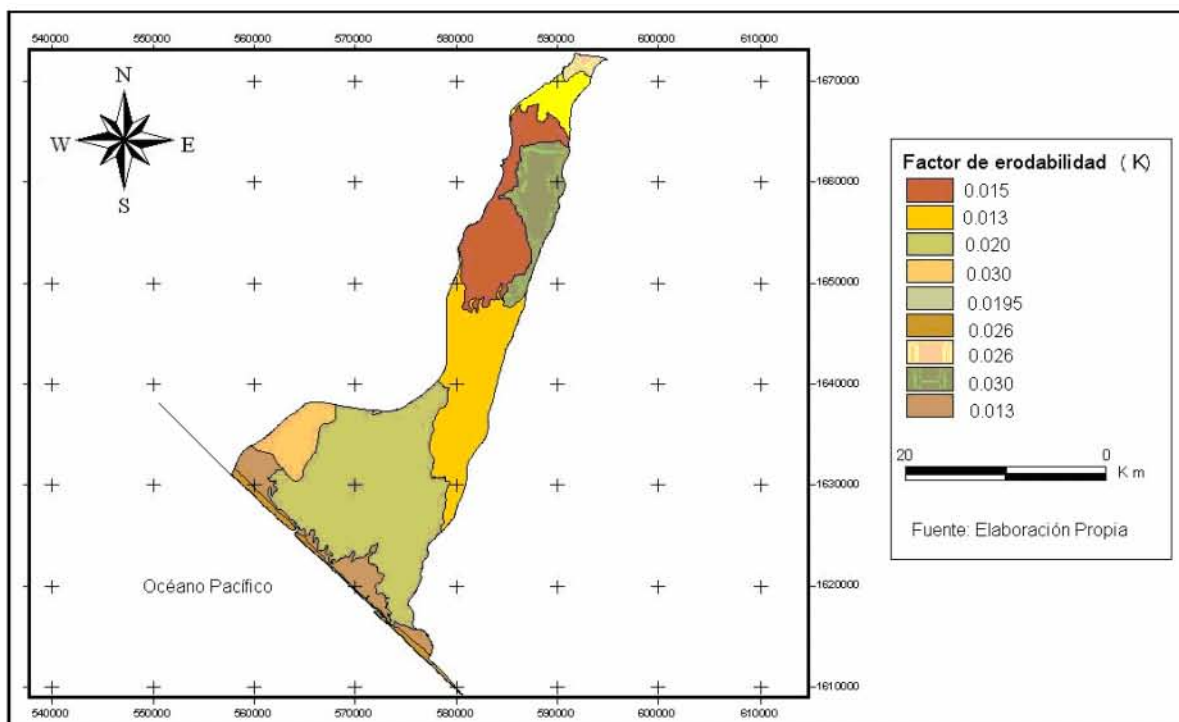 540000 550000 560000 570000 580000 590000 600000 610000
N
W E
S
1670000
1660000
1650000
1640000
1630000
1620000
1610000
Océano Pacífico
540000 550000 560000 570000 580000 590000 600000 610000
Factor de erodabilidad ( K)
0.015
0.013
0.020
0.030
0.0195
0.026
0.026
0.030
0.013
20 0
K m
Fuente: Elaboración Propia